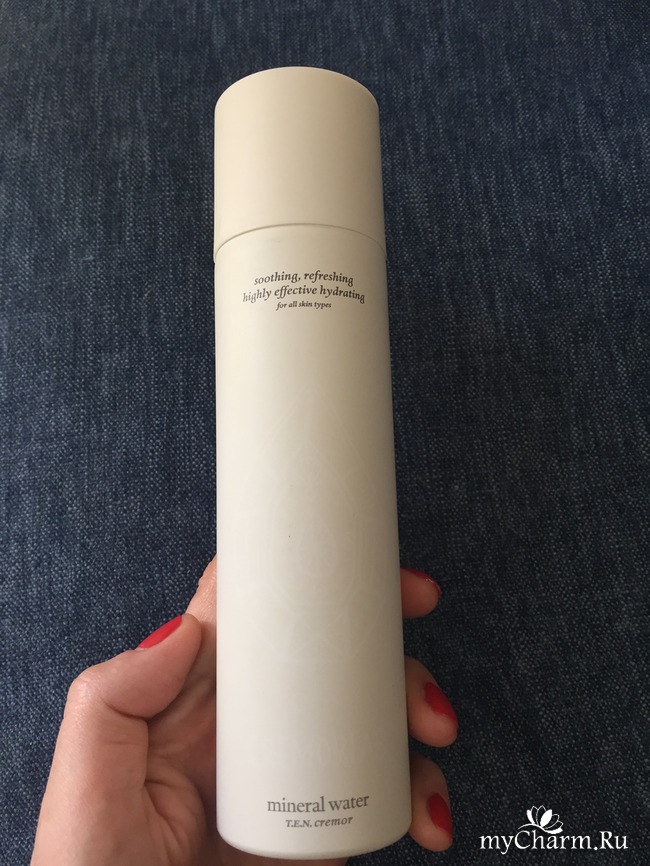 soothing, refreshing
highly effective hydrating
for all skin types
mineral water
T.E.N. cremor
myCharm.Ru